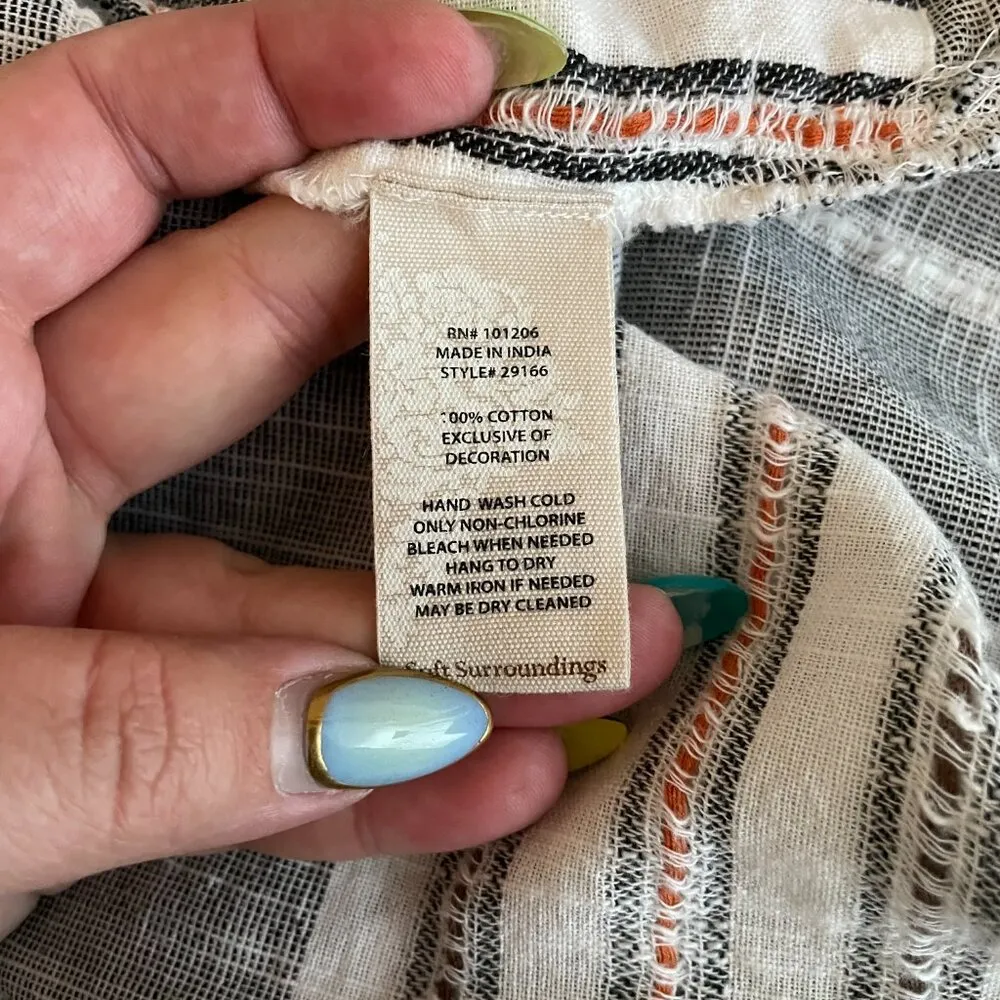 RN# 101206
MADE IN INDIA
STYLE# 29166
100% COTTON
EXCLUSIVE OF
DECORATION
HAND WASH COLD
ONLY NON-CHLORINE
BLEACH WHEN NEEDED
HANG TO DRY
WARM IRON IF NEEDED
MAY BE DRY CLEANED
Soft Surroundings